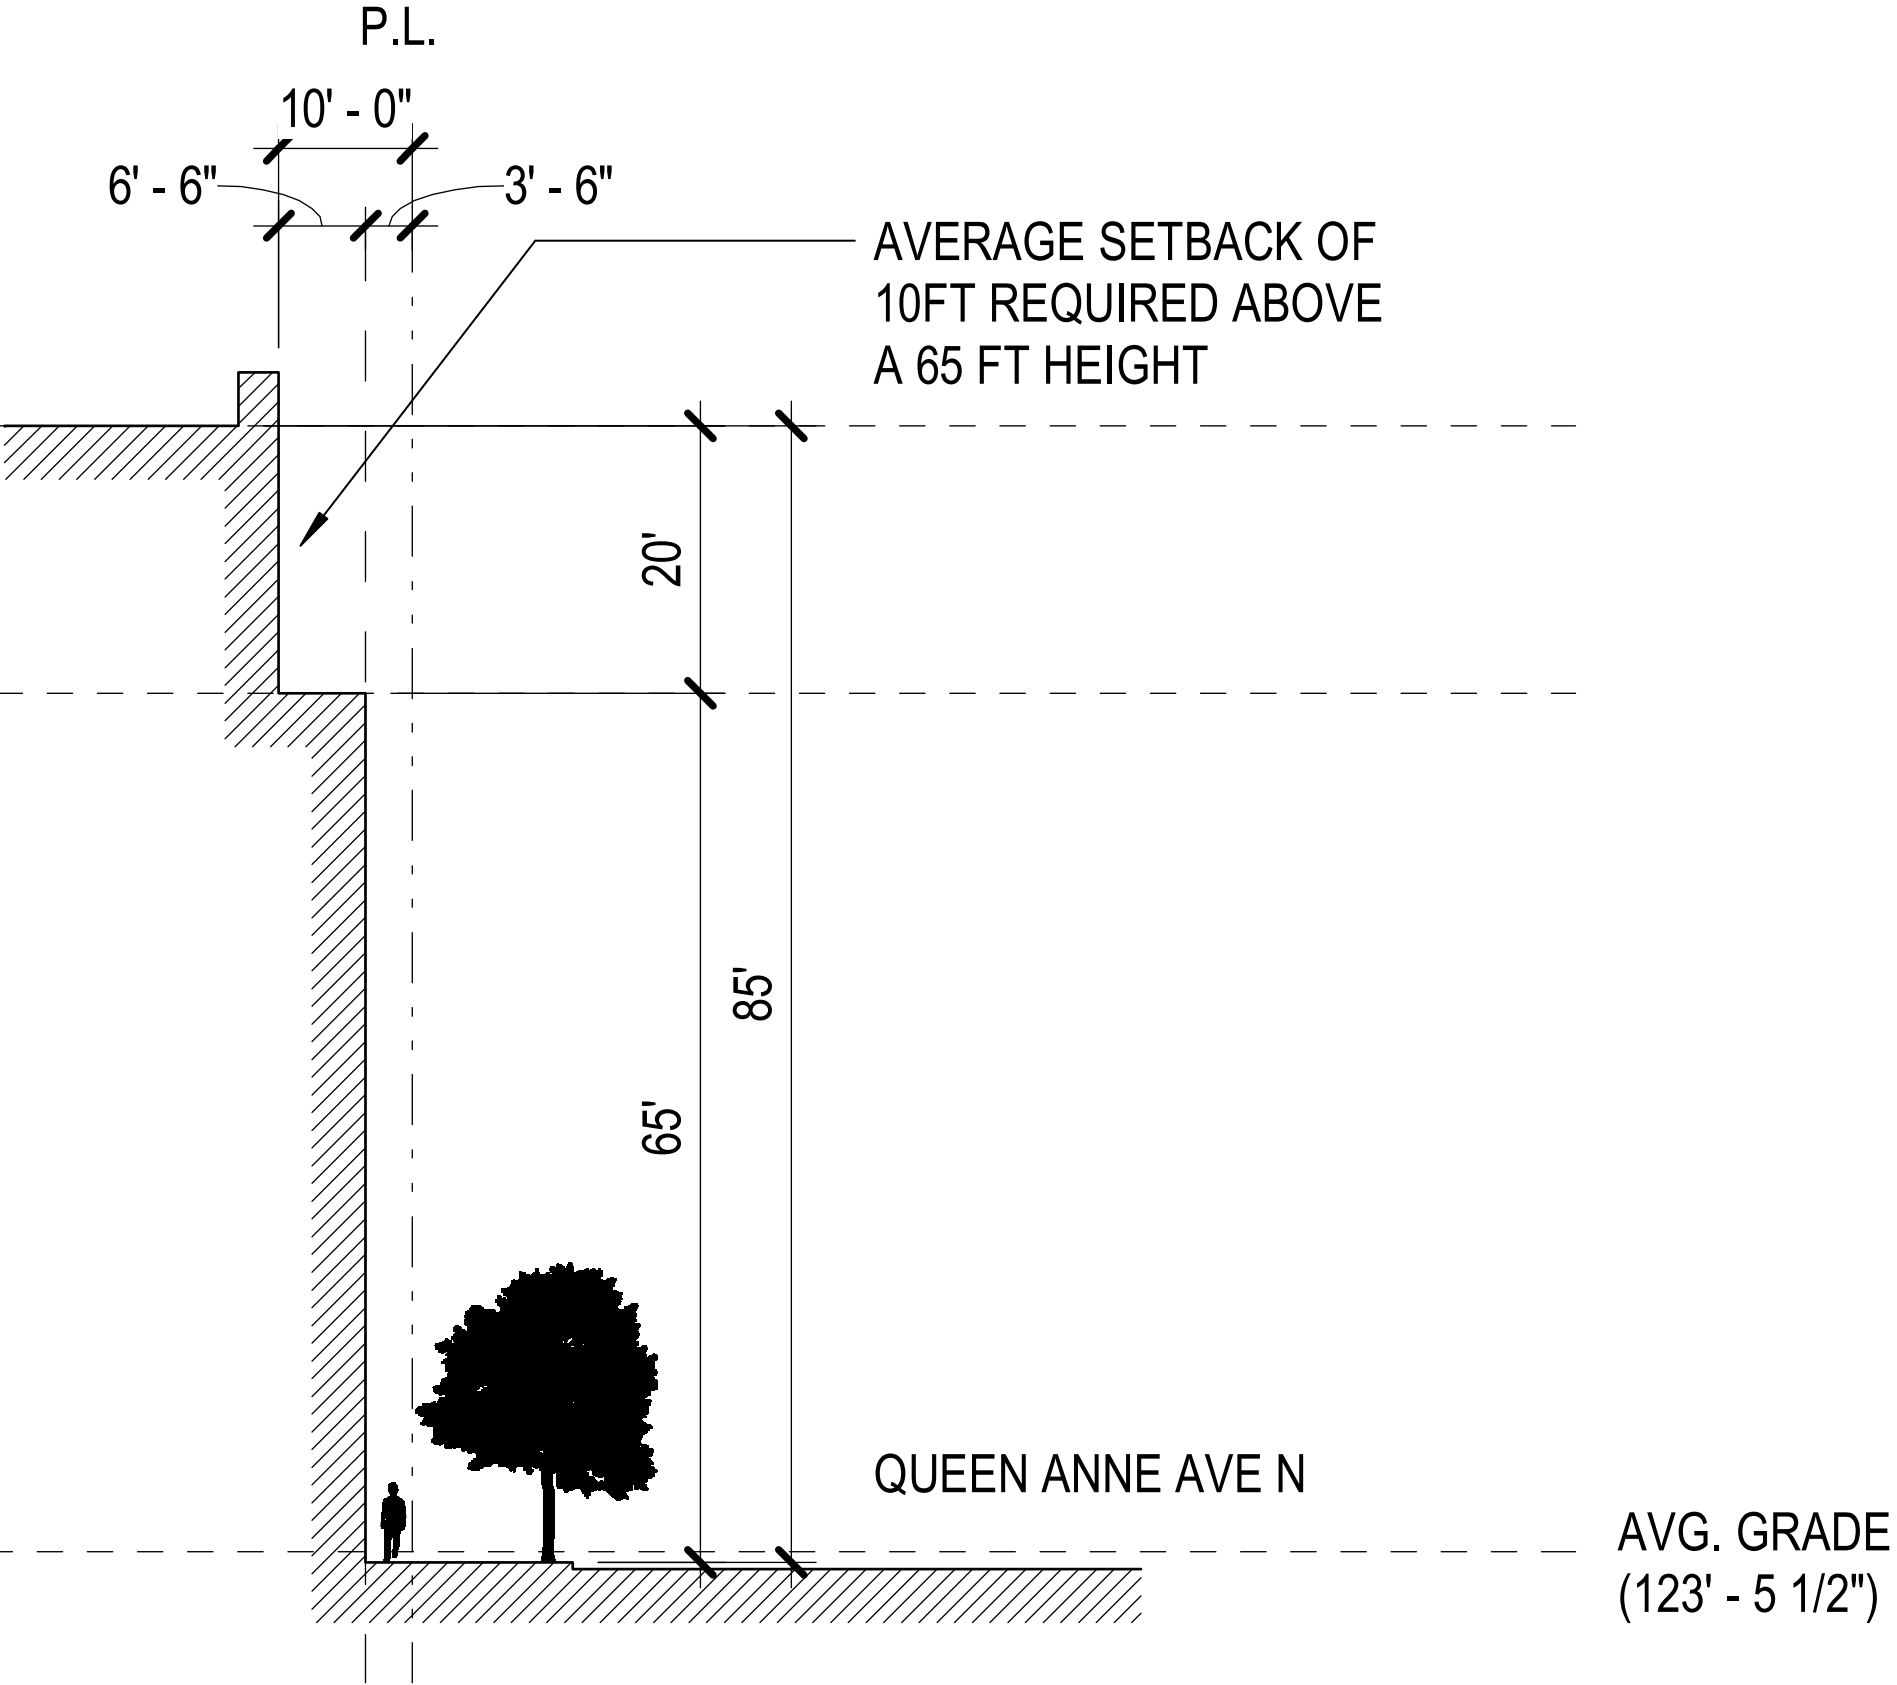 P.L.
10' - 0"
6' - 6"
3' - 6"
AVERAGE SETBACK OF
10FT REQUIRED ABOVE
A 65 FT HEIGHT
20'
85'
65'
QUEEN ANNE AVE N
AVG. GRADE
(123' - 5 1/2")